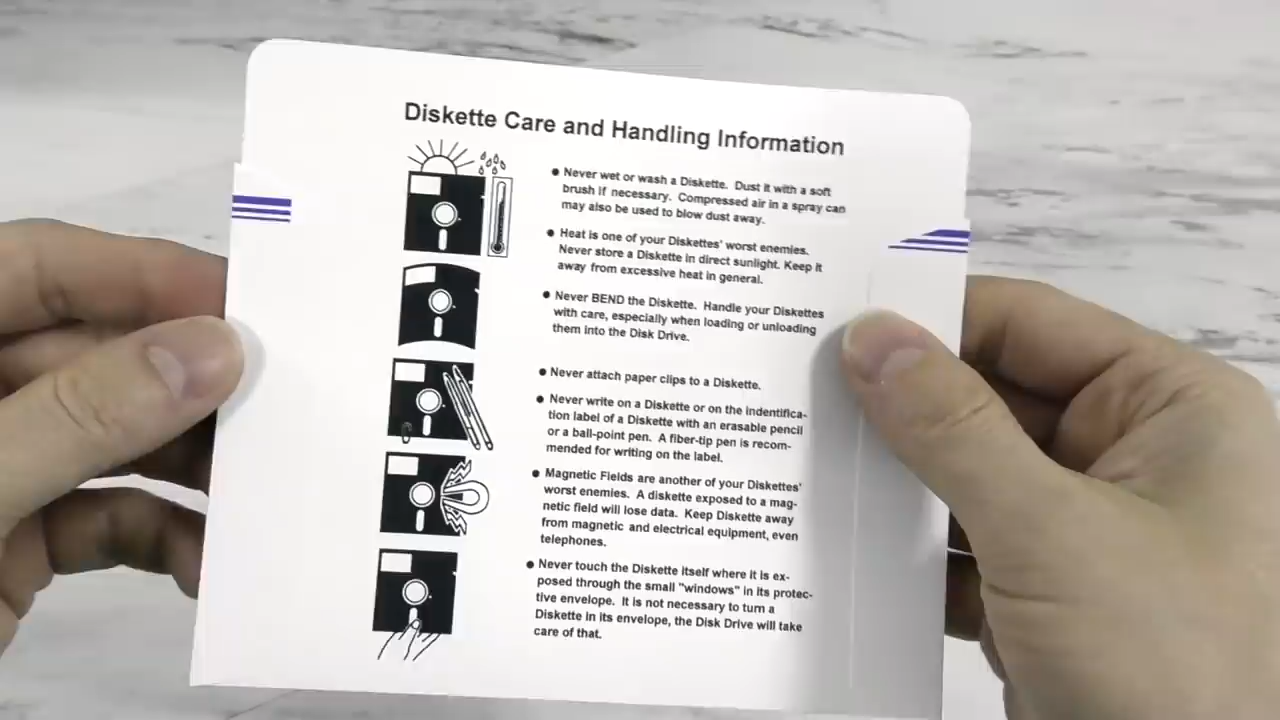 Diskette Care and Handling Information
● Never wet or wash a Diskette. Dust it with a soft
brush if necessary. Compressed air in a spray can
may also be used to blow dust away.
● Heat is one of your Diskettes' worst enemies.
Never store a Diskette in direct sunlight. Keep it
away from excessive heat in general.
● Never BEND the Diskette. Handle your Diskettes
with care, especially when loading or unloading
them into the Disk Drive.
● Never attach paper clips to a Diskette.
● Never write on a Diskette or on the indentifica-
tion label of a Diskette with an erasable pencil
or a ball-point pen. A fiber-tip pen is recom-
mended for writing on the label.
● Magnetic Fields are another of your Diskettes'
worst enemies. A diskette exposed to a mag-
netic field will lose data. Keep Diskette away
from magnetic and electrical equipment, even
telephones.
● Never touch the Diskette itself where it is ex-
posed through the small "windows" in its protec-
tive envelope. It is not necessary to turn a
Diskette in its envelope, the Disk Drive will take
care of that.